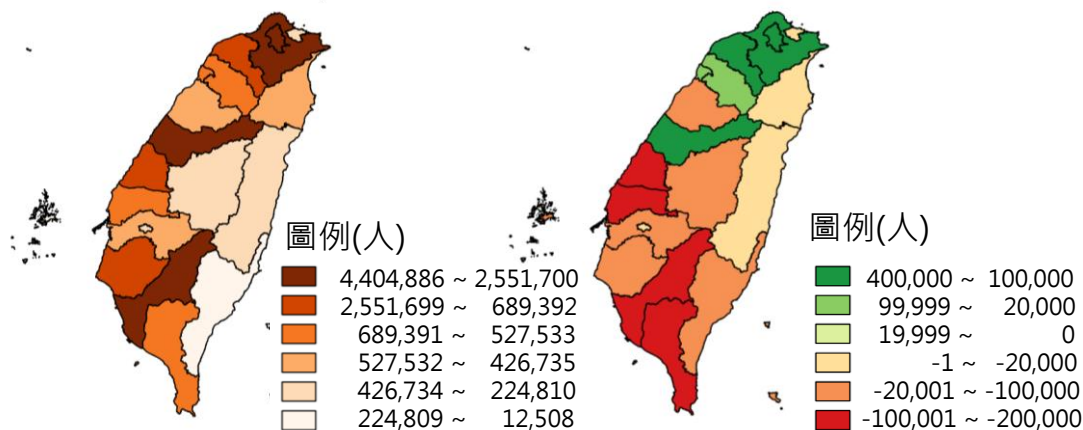 圖例(人)
4,404,886 ~ 2,551,700
2,551,699 ~ 689,392
689,391 ~ 527,533
527,532 ~ 426,735
426,734 ~ 224,810
224,809 ~ 12,508
圖例(人)
400,000 ~ 100,000
99,999 ~ 20,000
19,999 ~ 0
-1 ~ -20,000
-20,001 ~ -100,000
-100,001 ~ -200,000